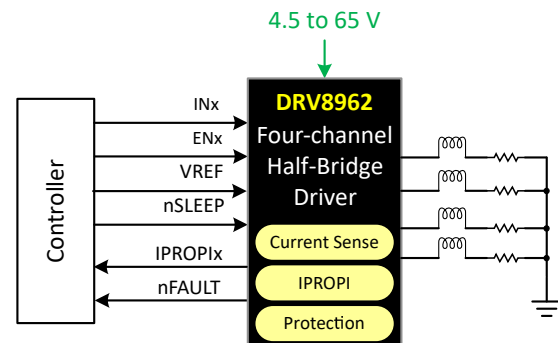 4.5 to 65 V
Controller
INx
ENx
VREF
nSLEEP
IPROPIx
nFAULT
DRV8962
Four-channel
Half-Bridge
Driver
Current Sense
IPROPI
Protection